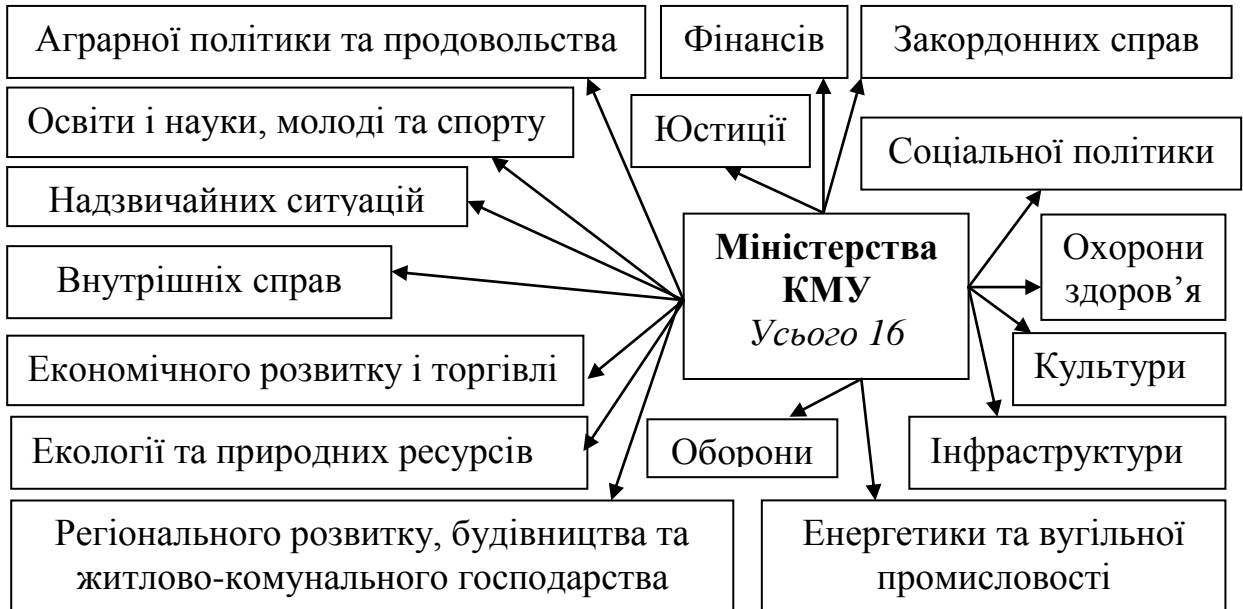 Аграрної політики та продовольства
Фінансів
Закордонних справ
Освіти і науки, молоді та спорту
Юстиції
Соціальної політики
Надзвичайних ситуацій
Міністерства
КМУ
Усього 16
Охорони
здоров’я
Внутрішніх справ
Економічного розвитку і торгівлі
Культури
Екології та природних ресурсів
Оборони
Інфраструктури
Регіонального розвитку, будівництва та
житлово-комунального господарства
Енергетики та вугільної
промисловості